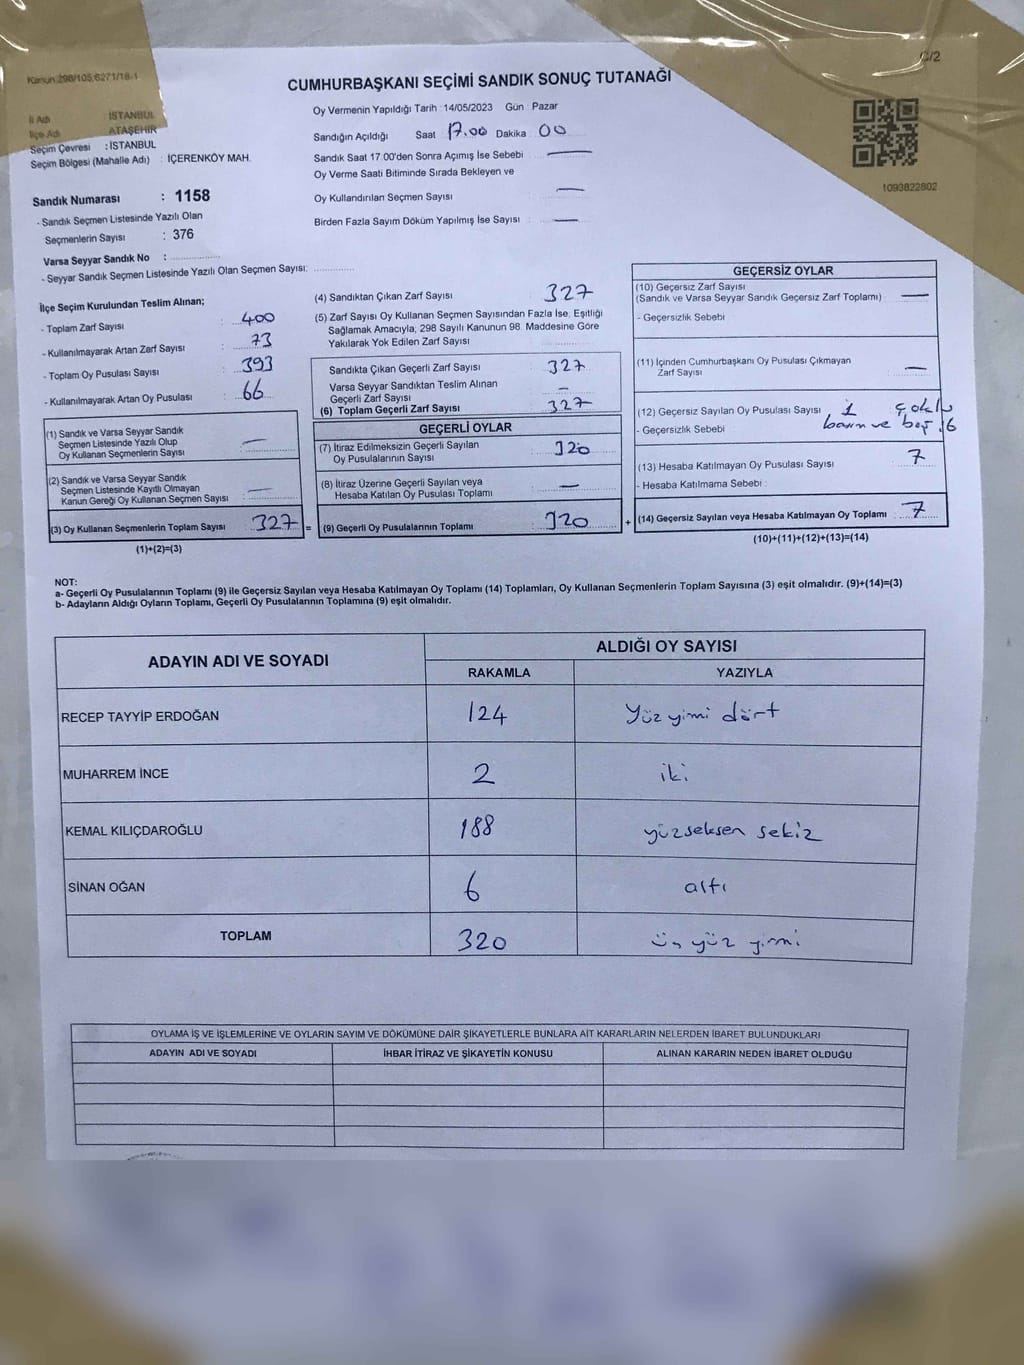 Kanun:298/105,6271/18-1
/2
CUMHURBAŞKANI SEÇİMİ SANDIK SONUÇ TUTANAĞI
İl Adı : İSTANBUL
İlçe Adı : ATAŞEHİR
Seçim Çevresi : İSTANBUL
Seçim Bölgesi (Mahalle Adı) : İÇERENKÖY MAH.
Oy Vermenin Yapıldığı Tarih : 14/05/2023 Gün : Pazar
Sandığın Açıldığı Saat 17.00 Dakika 00
Sandık Saat 17:00'den Sonra Açımış İse Sebebi —
Oy Verme Saati Bitiminde Sırada Bekleyen ve
Oy Kullandırılan Seçmen Sayısı : —
Birden Fazla Sayım Döküm Yapılmış İse Sayısı : —
1093822802
Sandık Numarası : 1158
- Sandık Seçmen Listesinde Yazılı Olan
Seçmenlerin Sayısı : 376
Varsa Seyyar Sandık No :
- Seyyar Sandık Seçmen Listesinde Yazılı Olan Seçmen Sayısı:
İlçe Seçim Kurulundan Teslim Alınan;
- Toplam Zarf Sayısı : 400
- Kullanılmayarak Artan Zarf Sayısı : 73
- Toplam Oy Pusulası Sayısı : 393
- Kullanılmayarak Artan Oy Pusulası : 66
(1) Sandık ve Varsa Seyyar Sandık
Seçmen Listesinde Yazılı Olup
Oy Kullanan Seçmenlerin Sayısı : —
(2) Sandık ve Varsa Seyyar Sandık
Seçmen Listesinde Kayıtlı Olmayan
Kanun Gereği Oy Kullanan Seçmen Sayısı : —
(3) Oy Kullanan Seçmenlerin Toplam Sayısı : 327
(1)+(2)=(3)
(4) Sandıktan Çıkan Zarf Sayısı : 327
(5) Zarf Sayısı Oy Kullanan Seçmen Sayısından Fazla İse, Eşitliği
Sağlamak Amacıyla; 298 Sayılı Kanunun 98. Maddesine Göre
Yakılarak Yok Edilen Zarf Sayısı :
Sandıkta Çıkan Geçerli Zarf Sayısı : 327
Varsa Seyyar Sandıktan Teslim Alınan
Geçerli Zarf Sayısı : —
(6) Toplam Geçerli Zarf Sayısı : 327
GEÇERLİ OYLAR
(7) İtiraz Edilmeksizin Geçerli Sayılan
Oy Pusulalarının Sayısı : 320
(8) İtiraz Üzerine Geçerli Sayılan veya
Hesaba Katılan Oy Pusulası Toplamı : —
= (9) Geçerli Oy Pusulalarının Toplamı : 320
GEÇERSİZ OYLAR
(10) Geçersiz Zarf Sayısı
(Sandık ve Varsa Seyyar Sandık Geçersiz Zarf Toplamı) : —
- Geçersizlik Sebebi :
(11) İçinden Cumhurbaşkanı Oy Pusulası Çıkmayan
Zarf Sayısı : —
(12) Geçersiz Sayılan Oy Pusulası Sayısı 1 çoklu
- Geçersizlik Sebebi : ve 6
(13) Hesaba Katılmayan Oy Pusulası Sayısı : 7
- Hesaba Katılmama Sebebi :
+ (14) Geçersiz Sayılan veya Hesaba Katılmayan Oy Toplamı : 7
(10)+(11)+(12)+(13)=(14)
NOT:
a- Geçerli Oy Pusulalarının Toplamı (9) ile Geçersiz Sayılan veya Hesaba Katılmayan Oy Toplamı (14) Toplamları, Oy Kullanan Seçmenlerin Toplam Sayısına (3) eşit olmalıdır. (9)+(14)=(3)
b- Adayların Aldığı Oyların Toplamı, Geçerli Oy Pusulalarının Toplamına (9) eşit olmalıdır.
ADAYIN ADI VE SOYADI ALDIĞI OY SAYISI
RAKAMLA YAZIYLA
RECEP TAYYİP ERDOĞAN 124 Yüz yimi dört
MUHARREM İNCE 2 iki
KEMAL KILIÇDAROĞLU 188 yüzseksen sekiz
SİNAN OĞAN 6 altı
TOPLAM 320 üç yüz yirmi
OYLAMA İŞ VE İŞLEMLERİNE VE OYLARIN SAYIM VE DÖKÜMÜNE DAİR ŞİKAYETLERLE BUNLARA AİT KARARLARIN NELERDEN İBARET BULUNDUKLARI
ADAYIN ADI VE SOYADI İHBAR İTİRAZ VE ŞİKAYETİN KONUSU ALINAN KARARIN NEDEN İBARET OLDUĞU